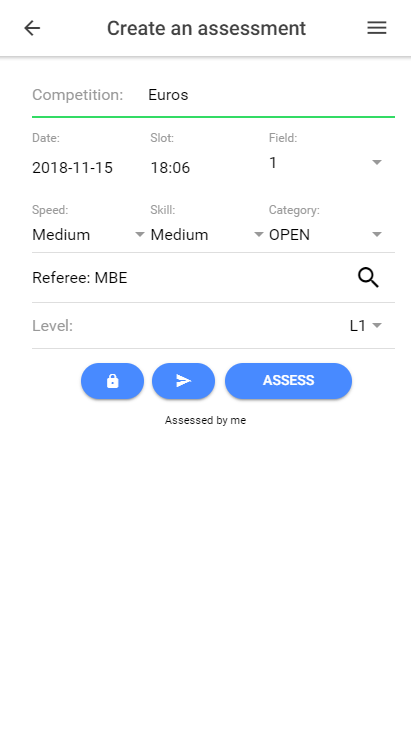 Create an assessment
Competition: Euros
Date: Slot: Field:
2018-11-15 18:06 1
Speed: Skill: Category:
Medium Medium OPEN
Referee: MBE
Level: L1
ASSESS
Assessed by me